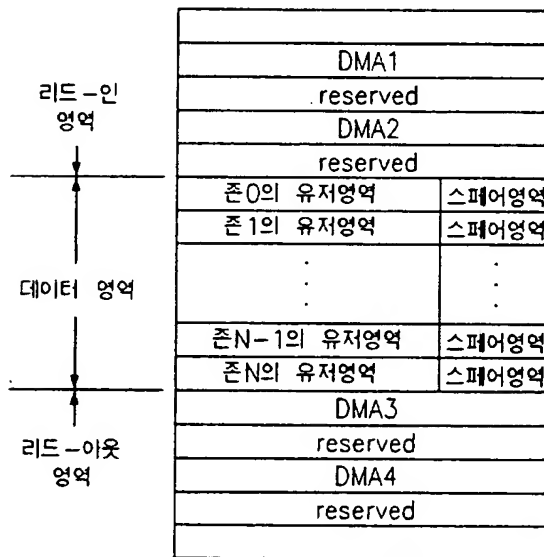 DMA1
reserved
DMA2
reserved
리드-인
영역
존0의 유저영역 스페어영역
존1의 유저영역 스페어영역
데이터 영역
존N-1의 유저영역 스페어영역
존N의 유저영역 스페어영역
DMA3
reserved
DMA4
reserved
리드-아웃
영역